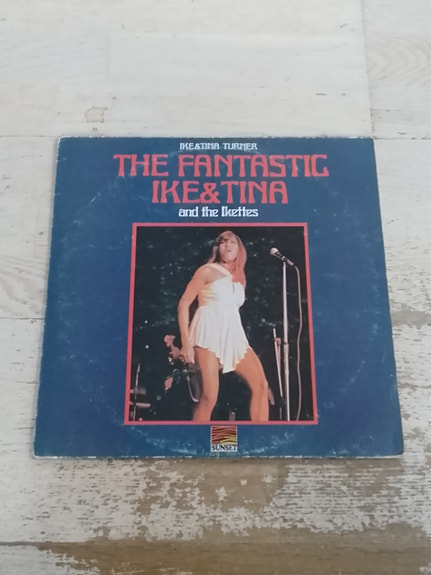 IKE&TINA TURNER
THE FANTASTIC
IKE&TINA
and the Ikettes
SUNSET